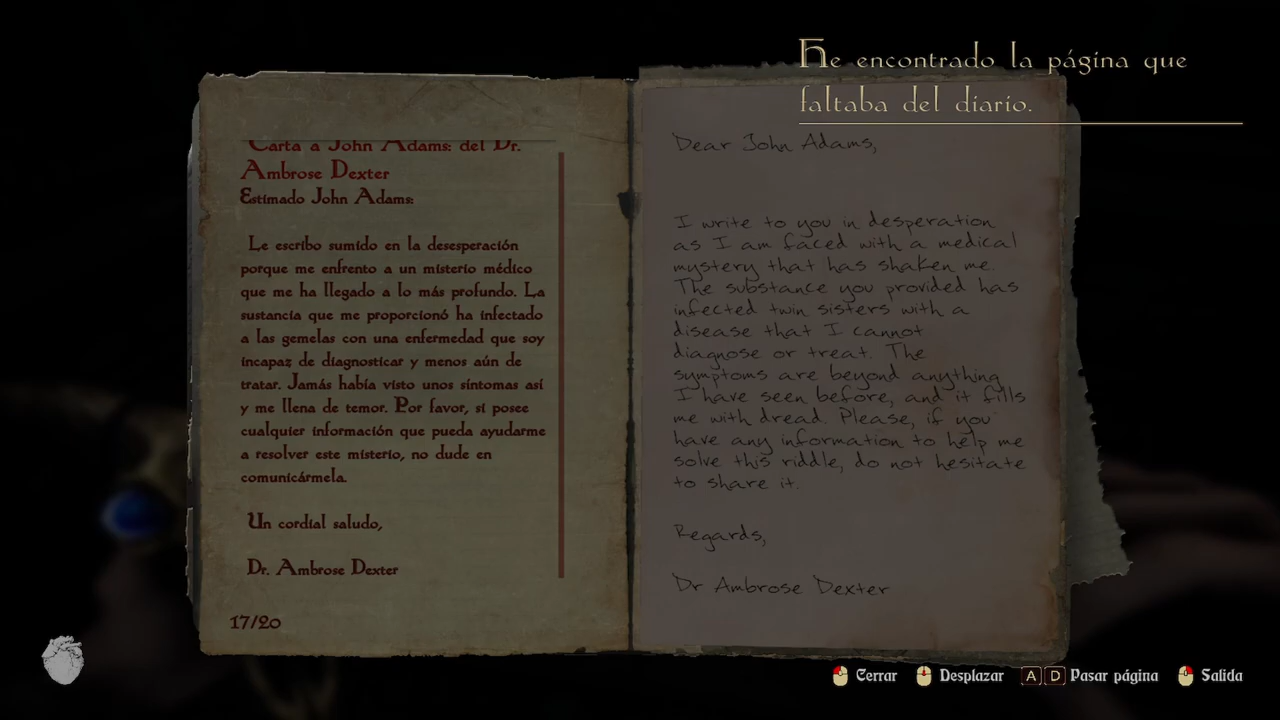 He encontrado la página que
faltaba del diario.
Carta a John Adams: del Dr.
Ambrose Dexter
Estimado John Adams:
Le escribo sumido en la desesperación
porque me enfrento a un misterio médico
que me ha llegado a lo más profundo. La
sustancia que me proporcionó ha infectado
a las gemelas con una enfermedad que soy
incapaz de diagnosticar y menos aún de
tratar. Jamás había visto unos síntomas así
y me llena de temor. Por favor, si posee
cualquier información que pueda ayudarme
a resolver este misterio, no dude en
comunicármela.
Un cordial saludo,
Dr. Ambrose Dexter
17/20
Dear John Adams,
I write to you in desperation
as I am faced with a medical
mystery that has shaken me.
The substance you provided has
infected twin sisters with a
disease that I cannot
diagnose or treat. The
symptoms are beyond anything
I have seen before, and it fills
me with dread. Please, if you
have any information to help me
solve this riddle, do not hesitate
to share it.
Regards,
Dr Ambrose Dexter
Cerrar Desplazar A D Pasar página Salida